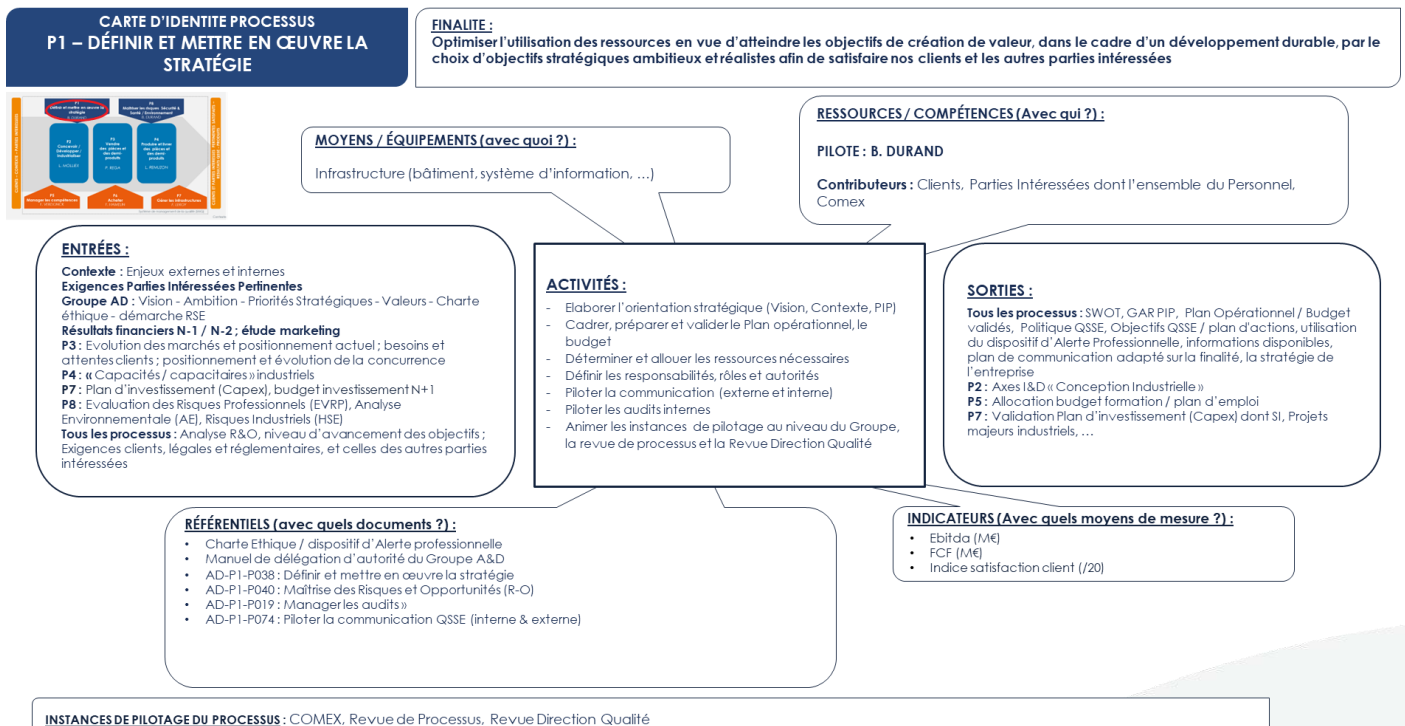 CARTE D'IDENTITE PROCESSUS
P1 – DÉFINIR ET METTRE EN ŒUVRE LA
STRATÉGIE
FINALITE :
Optimiser l'utilisation des ressources en vue d'atteindre les objectifs de création de valeur, dans le cadre d'un développement durable, par le
choix d'objectifs stratégiques ambitieux et réalistes afin de satisfaire nos clients et les autres parties intéressées
MOYENS / ÉQUIPEMENTS (avec quoi ?) :
Infrastructure (bâtiment, système d'information, …)
RESSOURCES / COMPÉTENCES (Avec qui ?) :
PILOTE : B. DURAND
Contributeurs : Clients, Parties Intéressées dont l'ensemble du Personnel,
Comex
ENTRÉES :
Contexte : Enjeux externes et internes
Exigences Parties Intéressées Pertinentes
Groupe AD : Vision - Ambition - Priorités Stratégiques - Valeurs - Charte
éthique - démarche RSE
Résultats financiers N-1 / N-2 ; étude marketing
P3 : Evolution des marchés et positionnement actuel ; besoins et
attentes clients ; positionnement et évolution de la concurrence
P4 : « Capacités / capacitaires » industriels
P7 : Plan d'investissement (Capex), budget investissement N+1
P8 : Evaluation des Risques Professionnels (EVRP), Analyse
Environnementale (AE), Risques Industriels (HSE)
Tous les processus : Analyse R&O, niveau d'avancement des objectifs ;
Exigences clients, légales et réglementaires, et celles des autres parties
intéressées
ACTIVITÉS :
- Elaborer l'orientation stratégique (Vision, Contexte, PIP)
- Cadrer, préparer et valider le Plan opérationnel, le
budget
- Déterminer et allouer les ressources nécessaires
- Définir les responsabilités, rôles et autorités
- Piloter la communication (externe et interne)
- Piloter les audits internes
- Animer les instances de pilotage au niveau du Groupe,
la revue de processus et la Revue Direction Qualité
SORTIES :
Tous les processus : SWOT, GAR PIP, Plan Opérationnel / Budget
validés, Politique QSSE, Objectifs QSSE / plan d'actions, utilisation
du dispositif d'Alerte Professionnelle, informations disponibles,
plan de communication adapté sur la finalité, la stratégie de
l'entreprise
P2 : Axes I&D « Conception Industrielle »
P5 : Allocation budget formation / plan d'emploi
P7 : Validation Plan d'investissement (Capex) dont SI, Projets
majeurs industriels, …
RÉFÉRENTIELS (avec quels documents ?) :
• Charte Ethique / dispositif d'Alerte professionnelle
• Manuel de délégation d'autorité du Groupe A&D
• AD-P1-P038 : Définir et mettre en œuvre la stratégie
• AD-P1-P040 : Maîtrise des Risques et Opportunités (R-O)
• AD-P1-P019 : Manager les audits »
• AD-P1-P074 : Piloter la communication QSSE (interne & externe)
INDICATEURS (Avec quels moyens de mesure ?) :
• Ebitda (M€)
• FCF (M€)
• Indice satisfaction client (/20)
INSTANCES DE PILOTAGE DU PROCESSUS : COMEX, Revue de Processus, Revue Direction Qualité